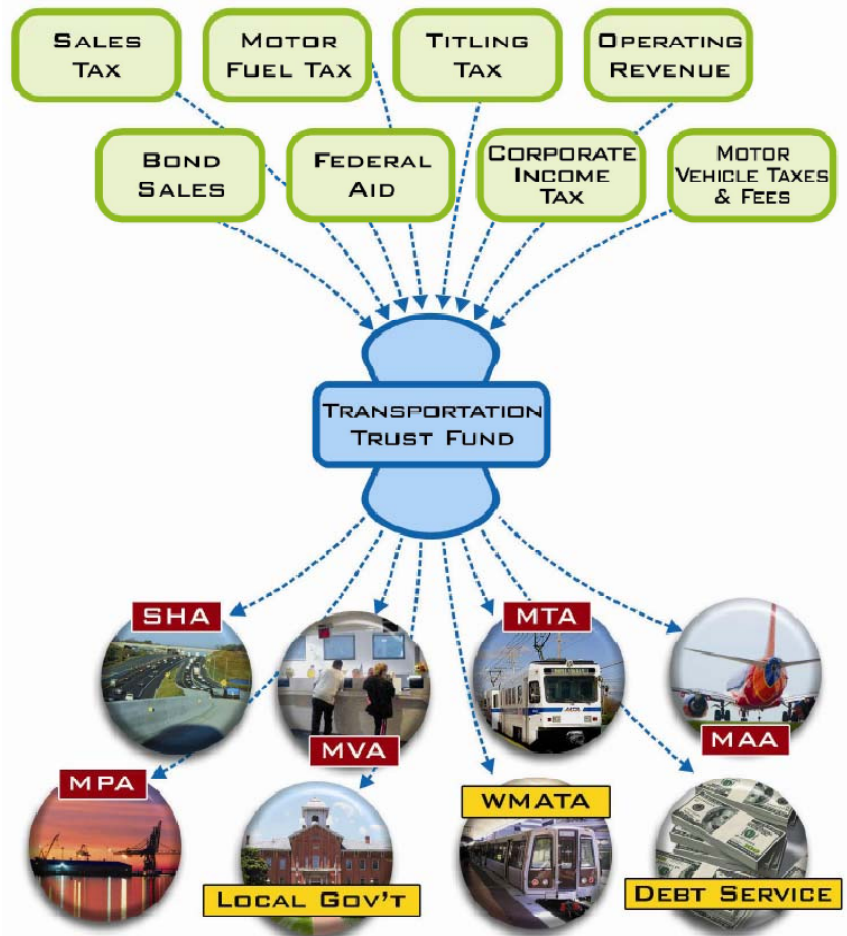 SALES
TAX
MOTOR
FUEL TAX
TITLING
TAX
OPERATING
REVENUE
BOND
SALES
FEDERAL
AID
CORPORATE
INCOME
TAX
MOTOR
VEHICLE TAXES
& FEES
TRANSPORTATION
TRUST FUND
SHA
MVA
MTA
MAA
MPA
LOCAL GOV'T
WMATA
DEBT SERVICE